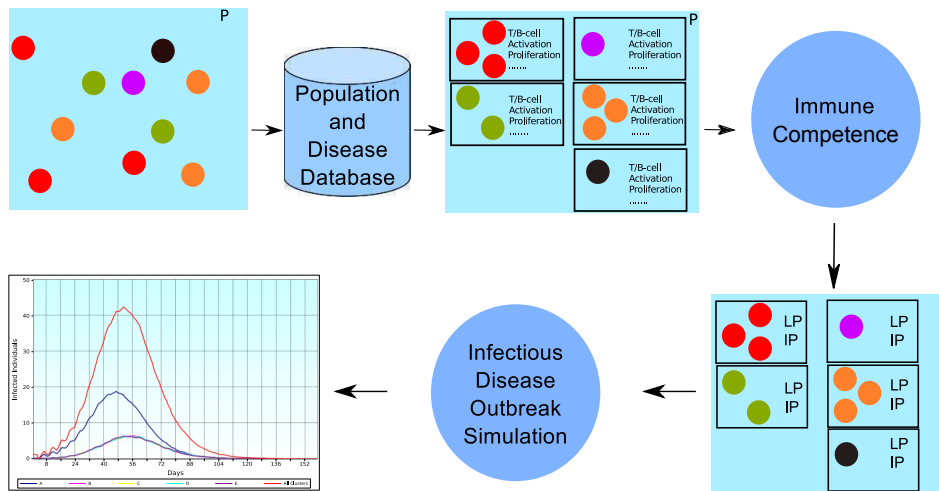 P
Population
and
Disease
Database
P
T/B-cell
Activation
Proliferation
.......
T/B-cell
Activation
Proliferation
.......
T/B-cell
Activation
Proliferation
.......
T/B-cell
Activation
Proliferation
.......
T/B-cell
Activation
Proliferation
.......
Immune
Competence
LP
IP
LP
IP
LP
IP
LP
IP
LP
IP
Infectious
Disease
Outbreak
Simulation
Infected Individuals
50
40
30
20
10
0
8 24 40 56 72 88 104 120 136 152
Days
A B C D E All Clusters